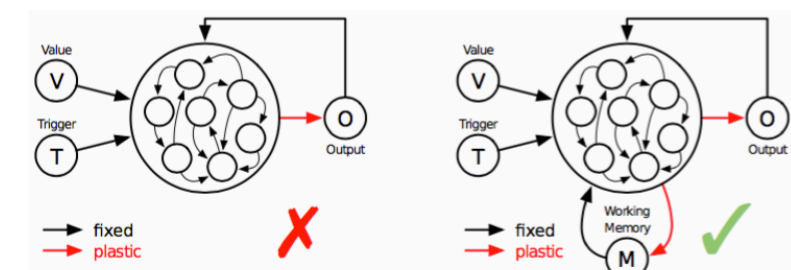 Value
V
Trigger
T
O
Output
fixed
plastic
✗
Value
V
Trigger
T
O
Output
Working
Memory
M
fixed
plastic
✓